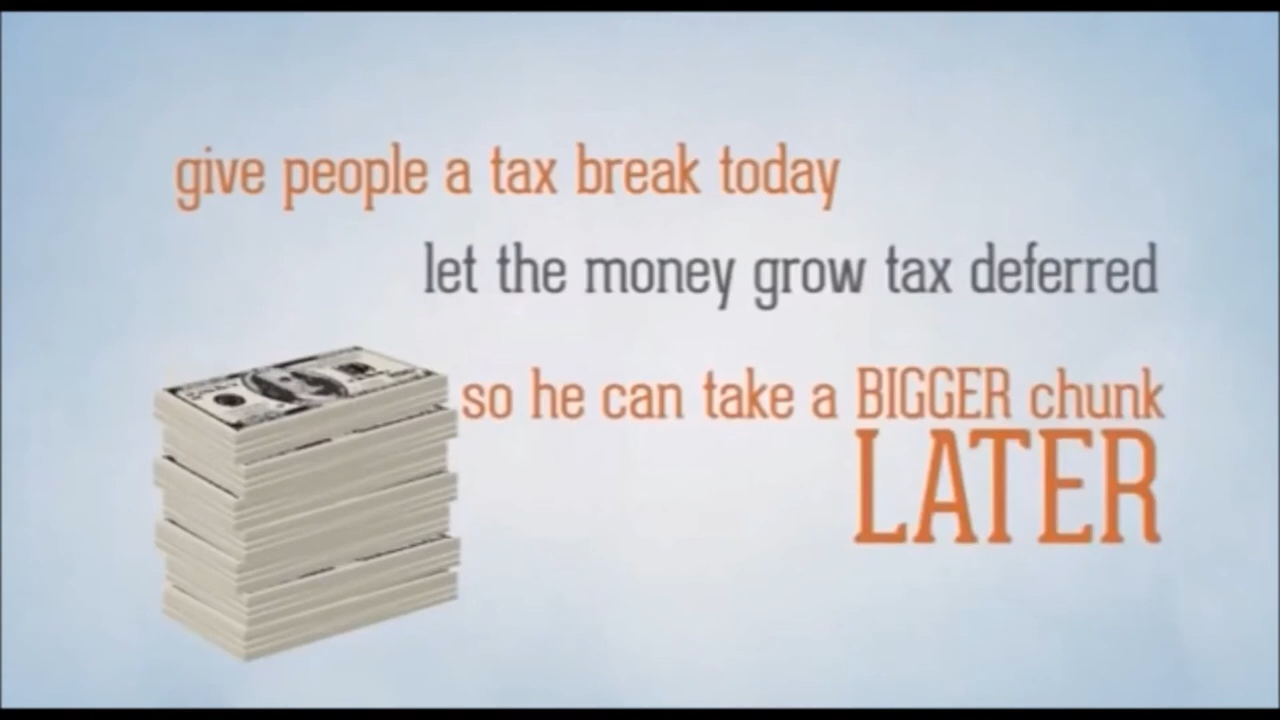 give people a tax break today
let the money grow tax deferred
so he can take a BIGGER chunk
LATER